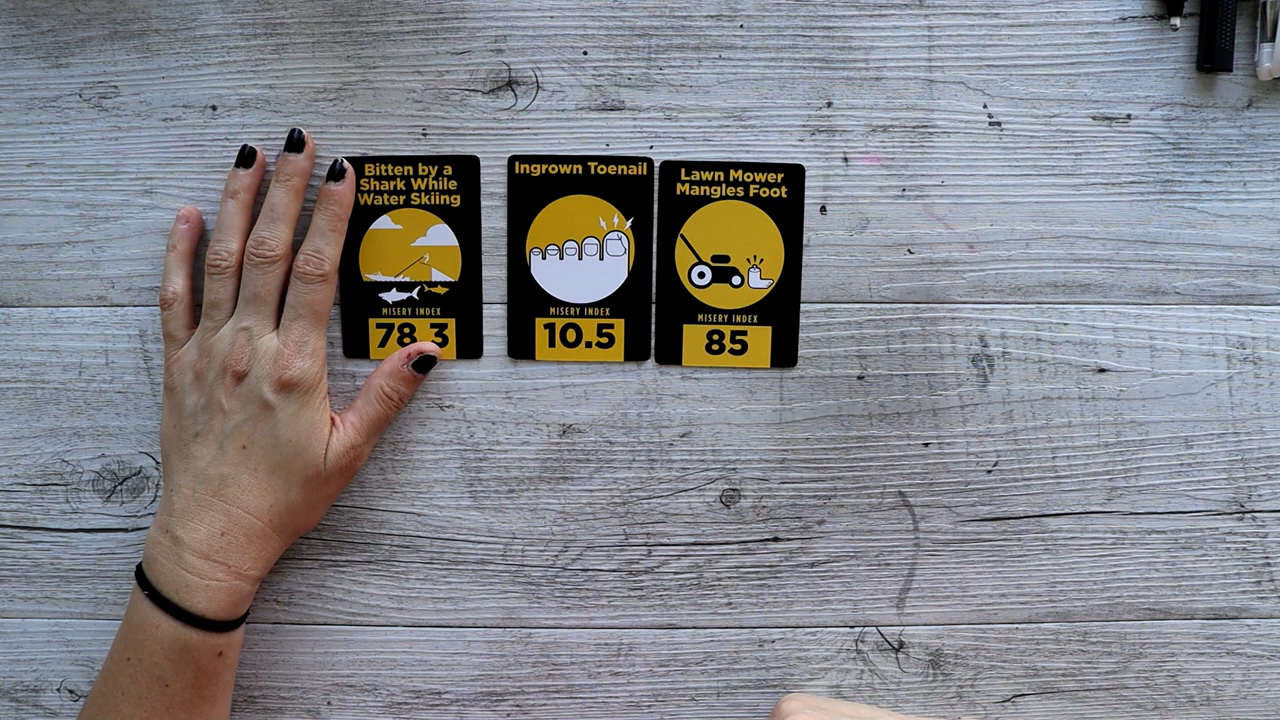 Bitten by a
Shark While
Water Skiing
MISERY INDEX
78.3
Ingrown Toenail
MISERY INDEX
10.5
Lawn Mower
Mangles Foot
MISERY INDEX
85